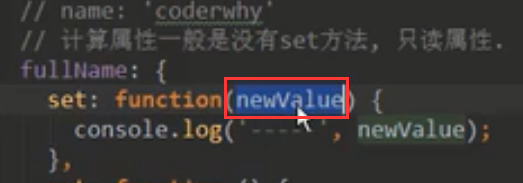 // name: 'coderwhy'
// 计算属性一般是没有set方法, 只读属性.
fullName: {
set: function(newValue) {
console.log('----', newValue);
},